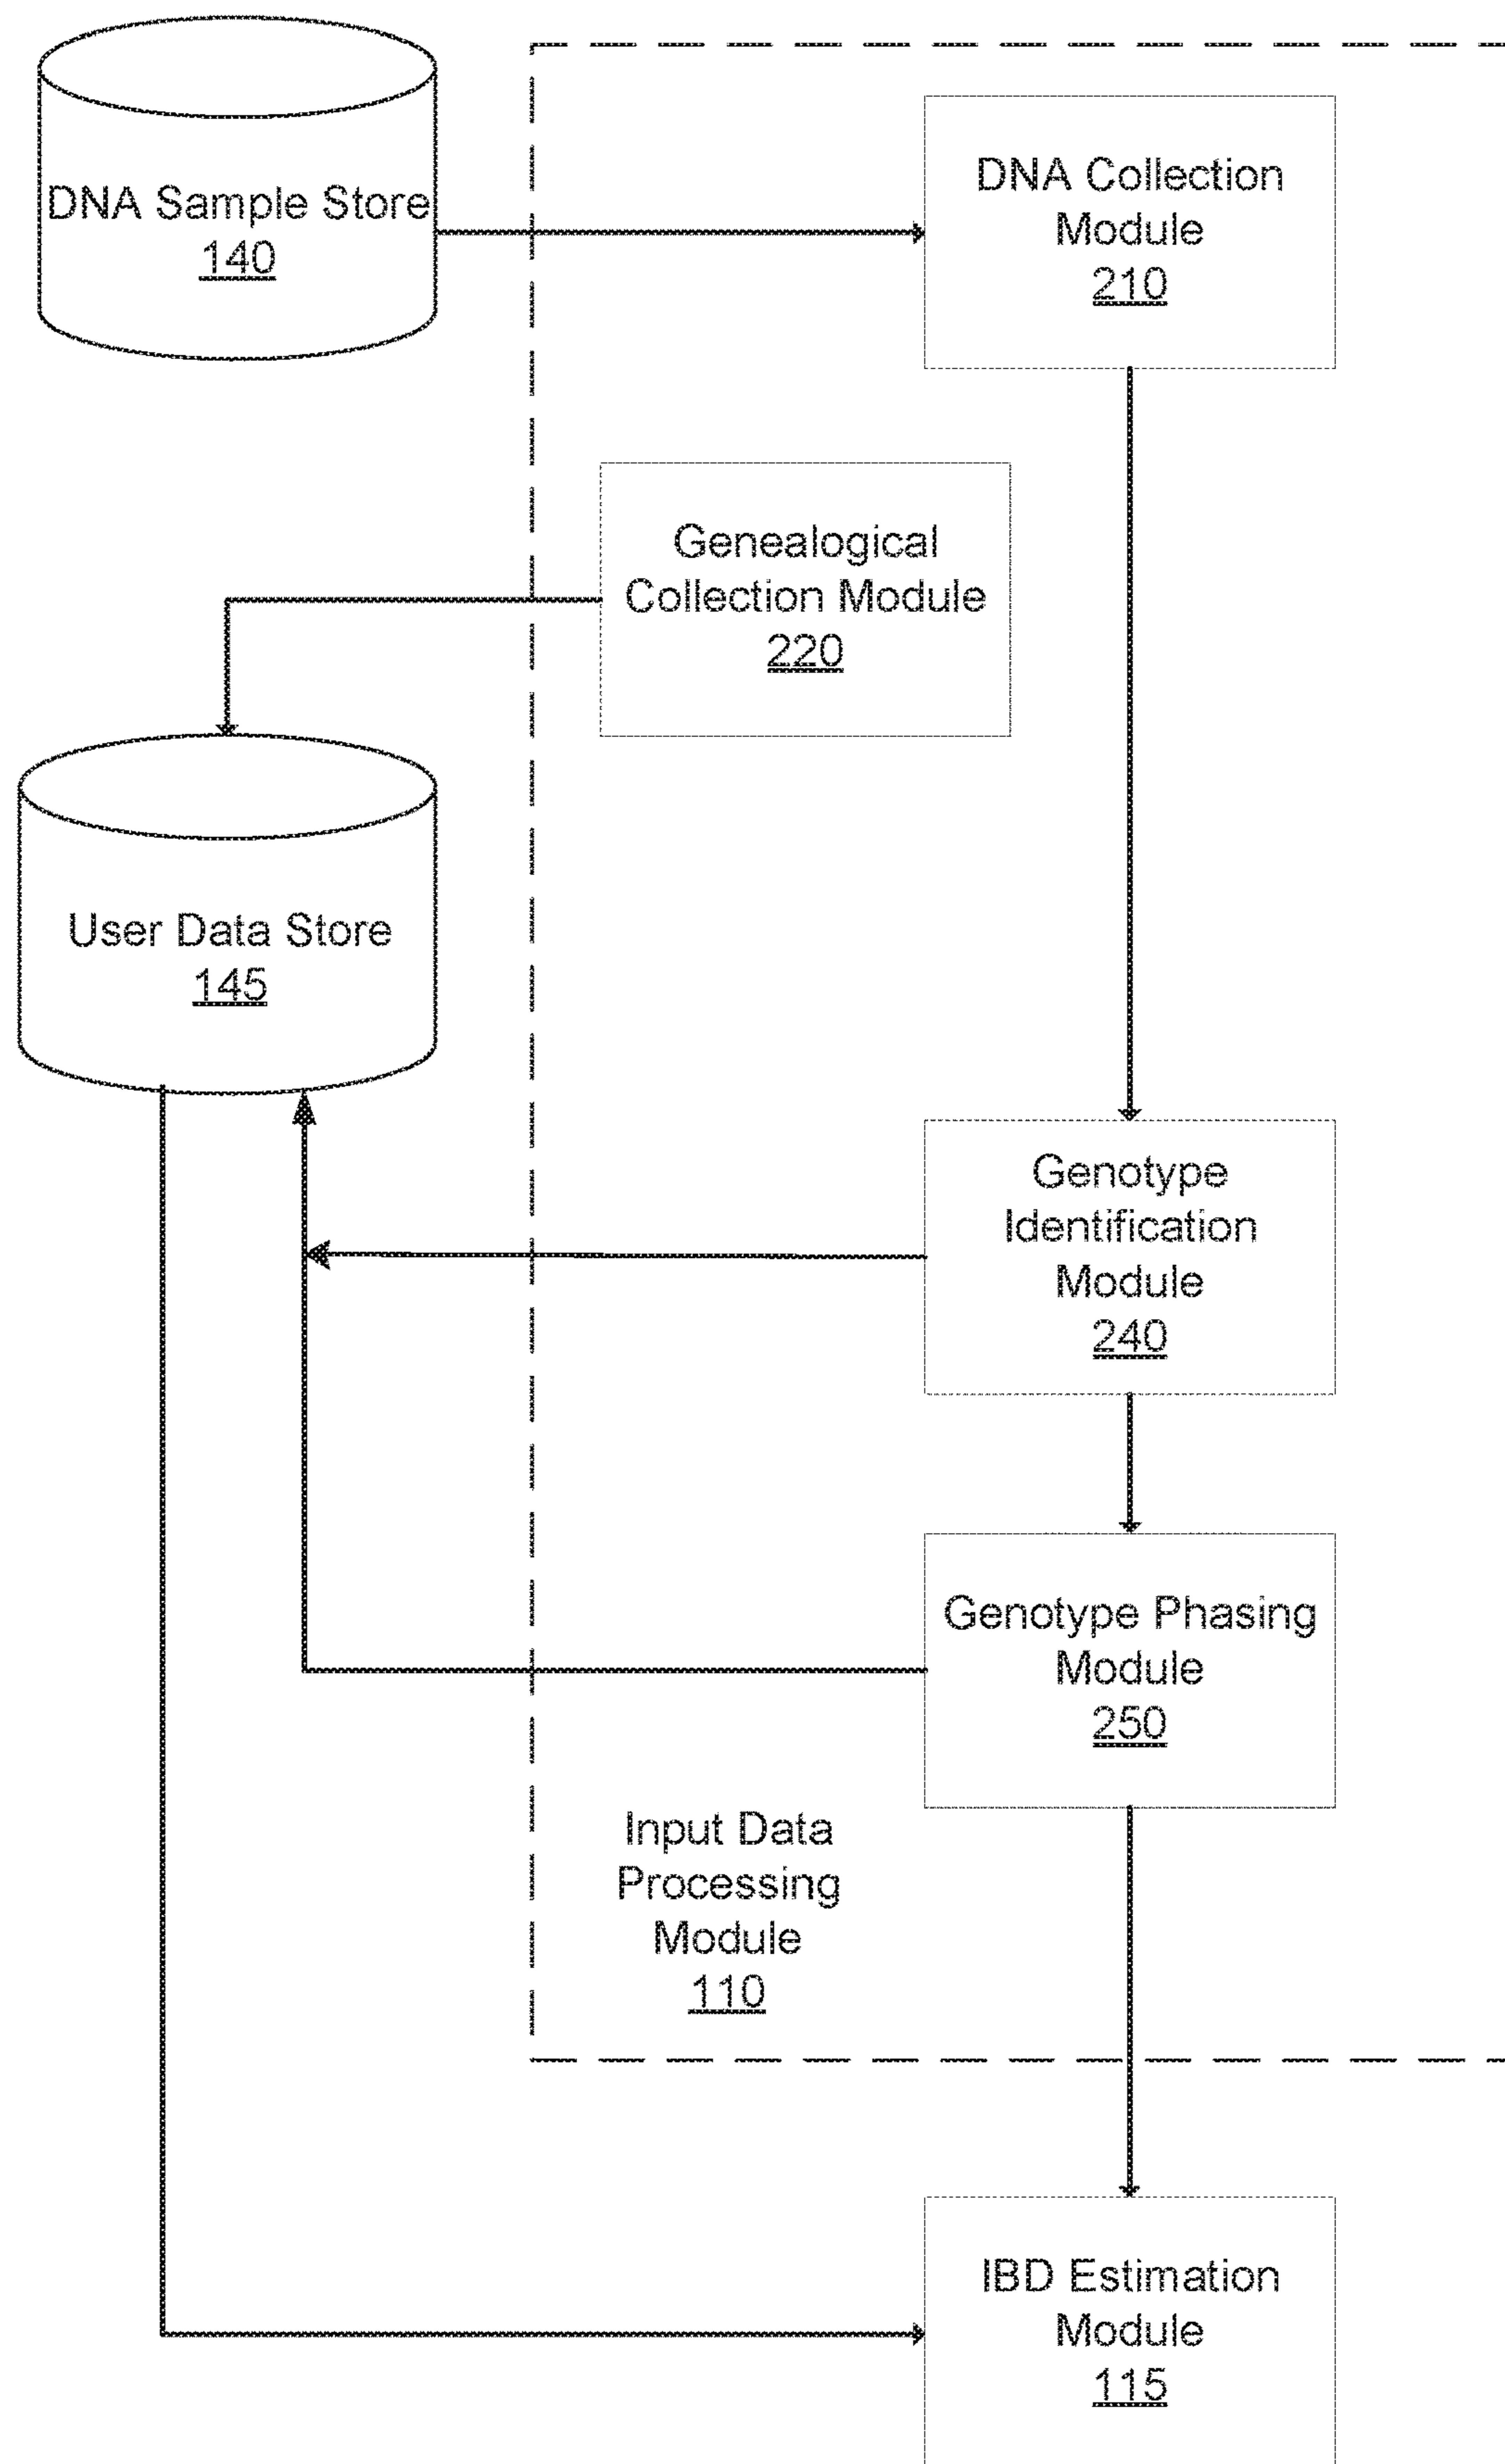 DNA Sample Store
140
DNA Collection
Module
210
Genealogical
Collection Module
220
User Data Store
145
Genotype
Identification
Module
240
Genotype Phasing
Module
250
Input Data
Processing
Module
110
IBD Estimation
Module
115